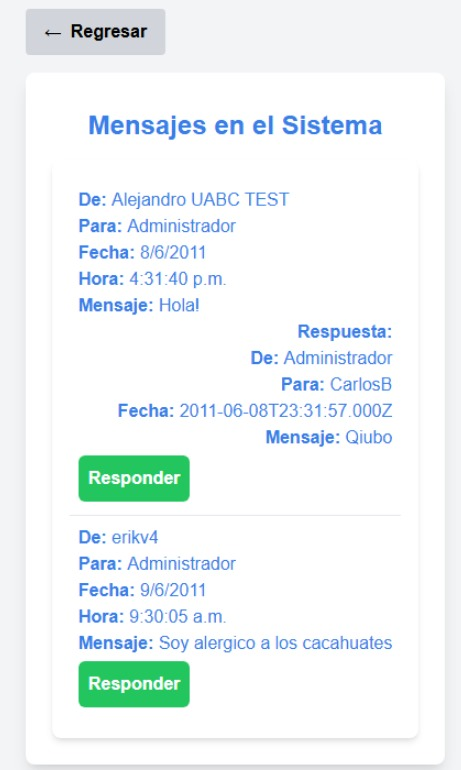 ← Regresar
Mensajes en el Sistema
De: Alejandro UABC TEST
Para: Administrador
Fecha: 8/6/2011
Hora: 4:31:40 p.m.
Mensaje: Hola!
Respuesta:
De: Administrador
Para: CarlosB
Fecha: 2011-06-08T23:31:57.000Z
Mensaje: Qiubo
Responder
De: erikv4
Para: Administrador
Fecha: 9/6/2011
Hora: 9:30:05 a.m.
Mensaje: Soy alergico a los cacahuates
Responder